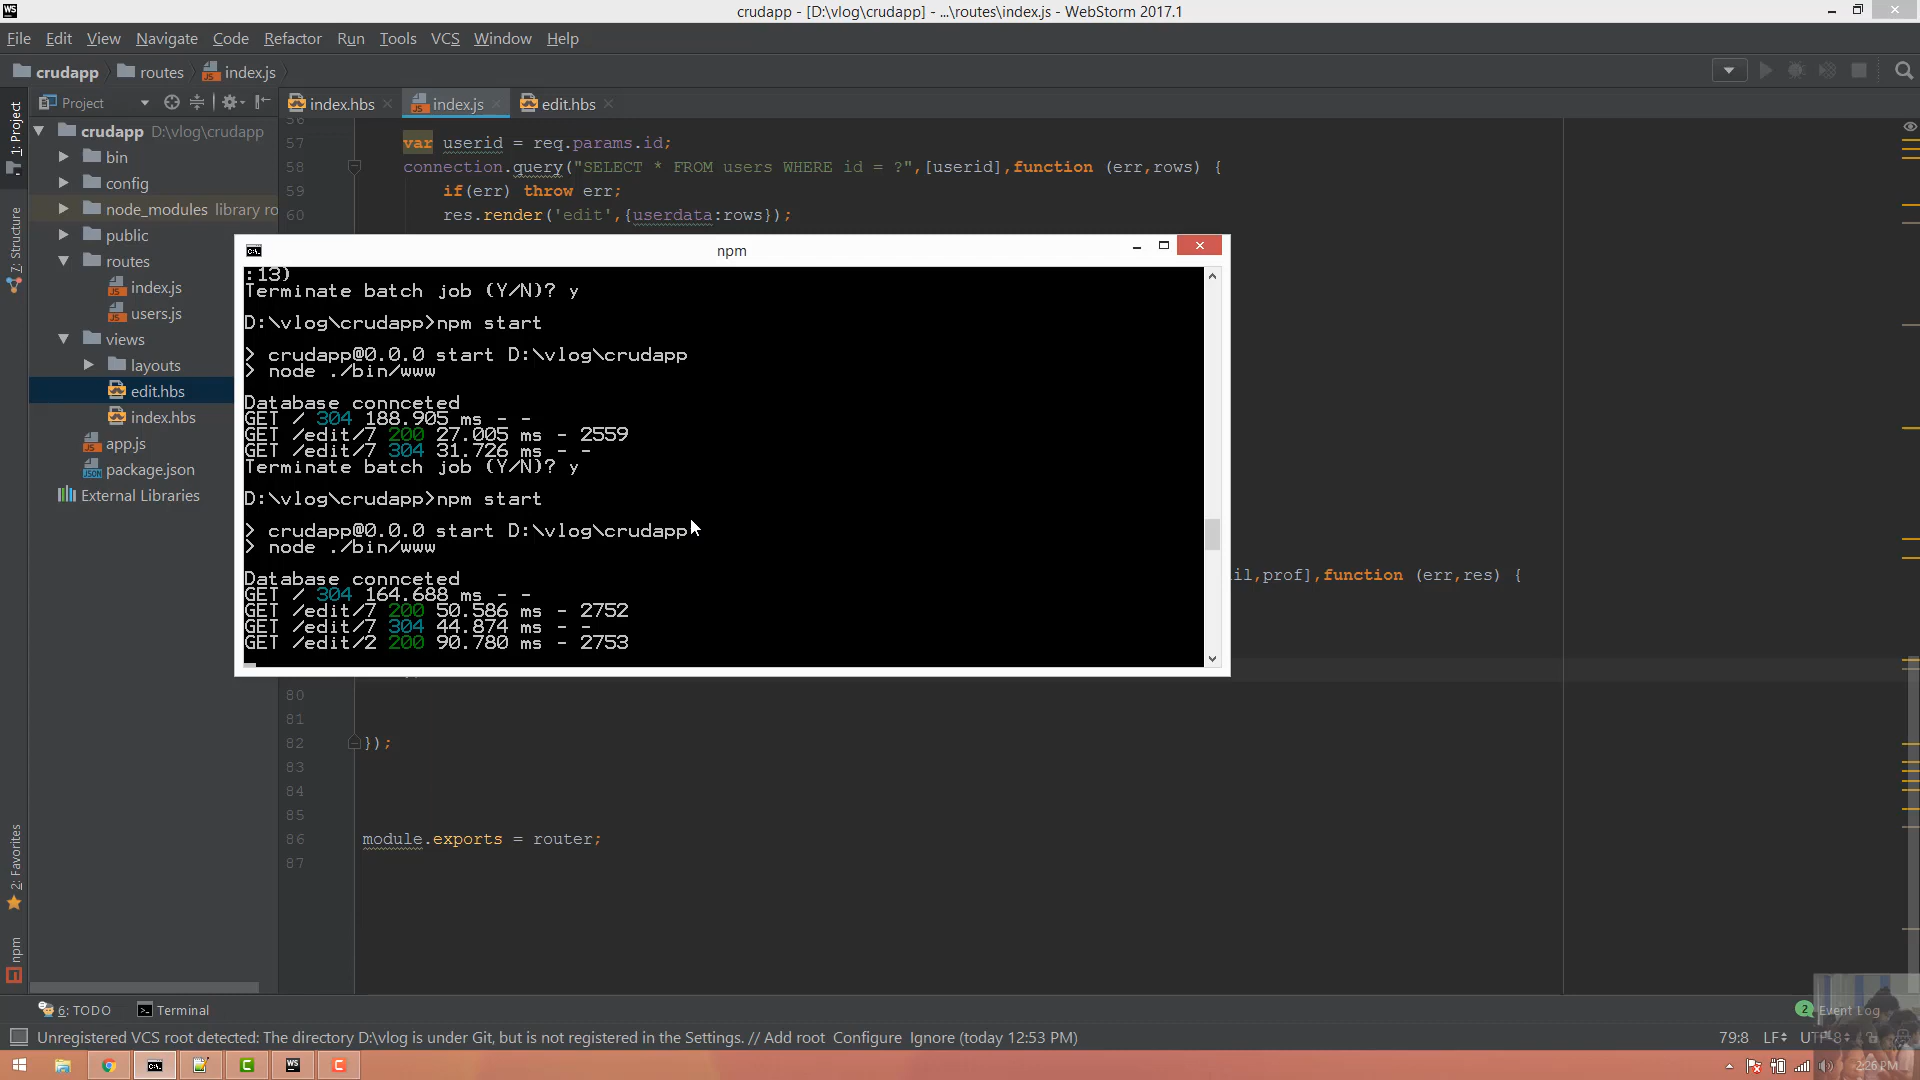 crudapp - [D:\vlog\crudapp] - ...\routes\index.js - WebStorm 2017.1
File Edit View Navigate Code Refactor Run Tools VCS Window Help
crudapp routes index.js
Project index.hbs index.js edit.hbs
1: Project
7: Structure
2: Favorites
npm
crudapp D:\vlog\crudapp
bin
config
node_modules library ro
public
routes
index.js
users.js
views
layouts
edit.hbs
index.hbs
app.js
package.json
External Libraries
56
57 var userid = req.params.id;
58 connection.query("SELECT * FROM users WHERE id = ?",[userid],function (err,rows) {
59 if(err) throw err;
60 res.render('edit',{userdata:rows});
npm
:13)
Terminate batch job (Y/N)? y
D:\vlog\crudapp>npm start
> crudapp@0.0.0 start D:\vlog\crudapp
> node ./bin/www
Database connceted
GET / 304 188.905 ms - -
GET /edit/7 200 27.005 ms - 2559
GET /edit/7 304 31.726 ms - -
Terminate batch job (Y/N)? y
D:\vlog\crudapp>npm start
> crudapp@0.0.0 start D:\vlog\crudapp
> node ./bin/www
Database connceted
GET / 304 164.688 ms - -
GET /edit/7 200 50.586 ms - 2752
GET /edit/7 304 44.874 ms - -
GET /edit/2 200 90.780 ms - 2753
il,prof],function (err,res) {
80
81
82 });
83
84
85
86 module.exports = router;
87
6: TODO Terminal
2 Event Log
Unregistered VCS root detected: The directory D:\vlog is under Git, but is not registered in the Settings. // Add root Configure Ignore (today 12:53 PM)
79:8 LF UTF-8
2:26 PM